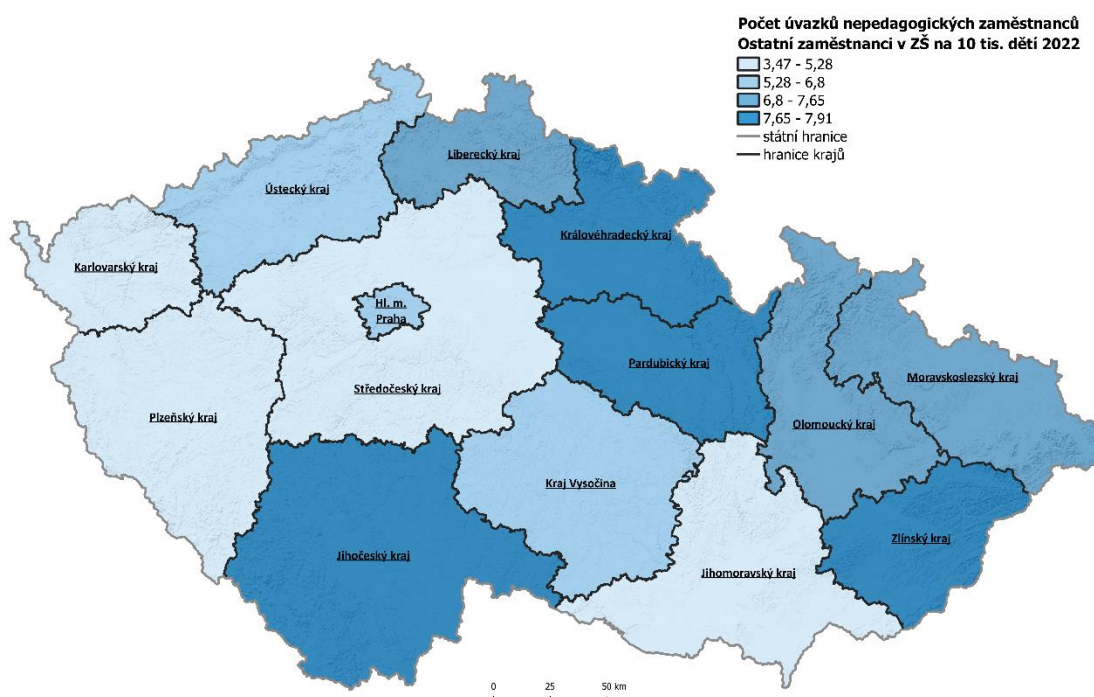 Počet úvazků nepedagogických zaměstnanců
Ostatní zaměstnanci v ZŠ na 10 tis. dětí 2022
3,47 - 5,28
5,28 - 6,8
6,8 - 7,65
7,65 - 7,91
státní hranice
hranice krajů
Liberecký kraj
Ústecký kraj
Královéhradecký kraj
Karlovarský kraj
Hl. m.
Praha
Pardubický kraj
Moravskoslezský kraj
Středočeský kraj
Plzeňský kraj
Olomoucký kraj
Kraj Vysočina
Zlínský kraj
Jihočeský kraj
Jihomoravský kraj
0 25 50 km